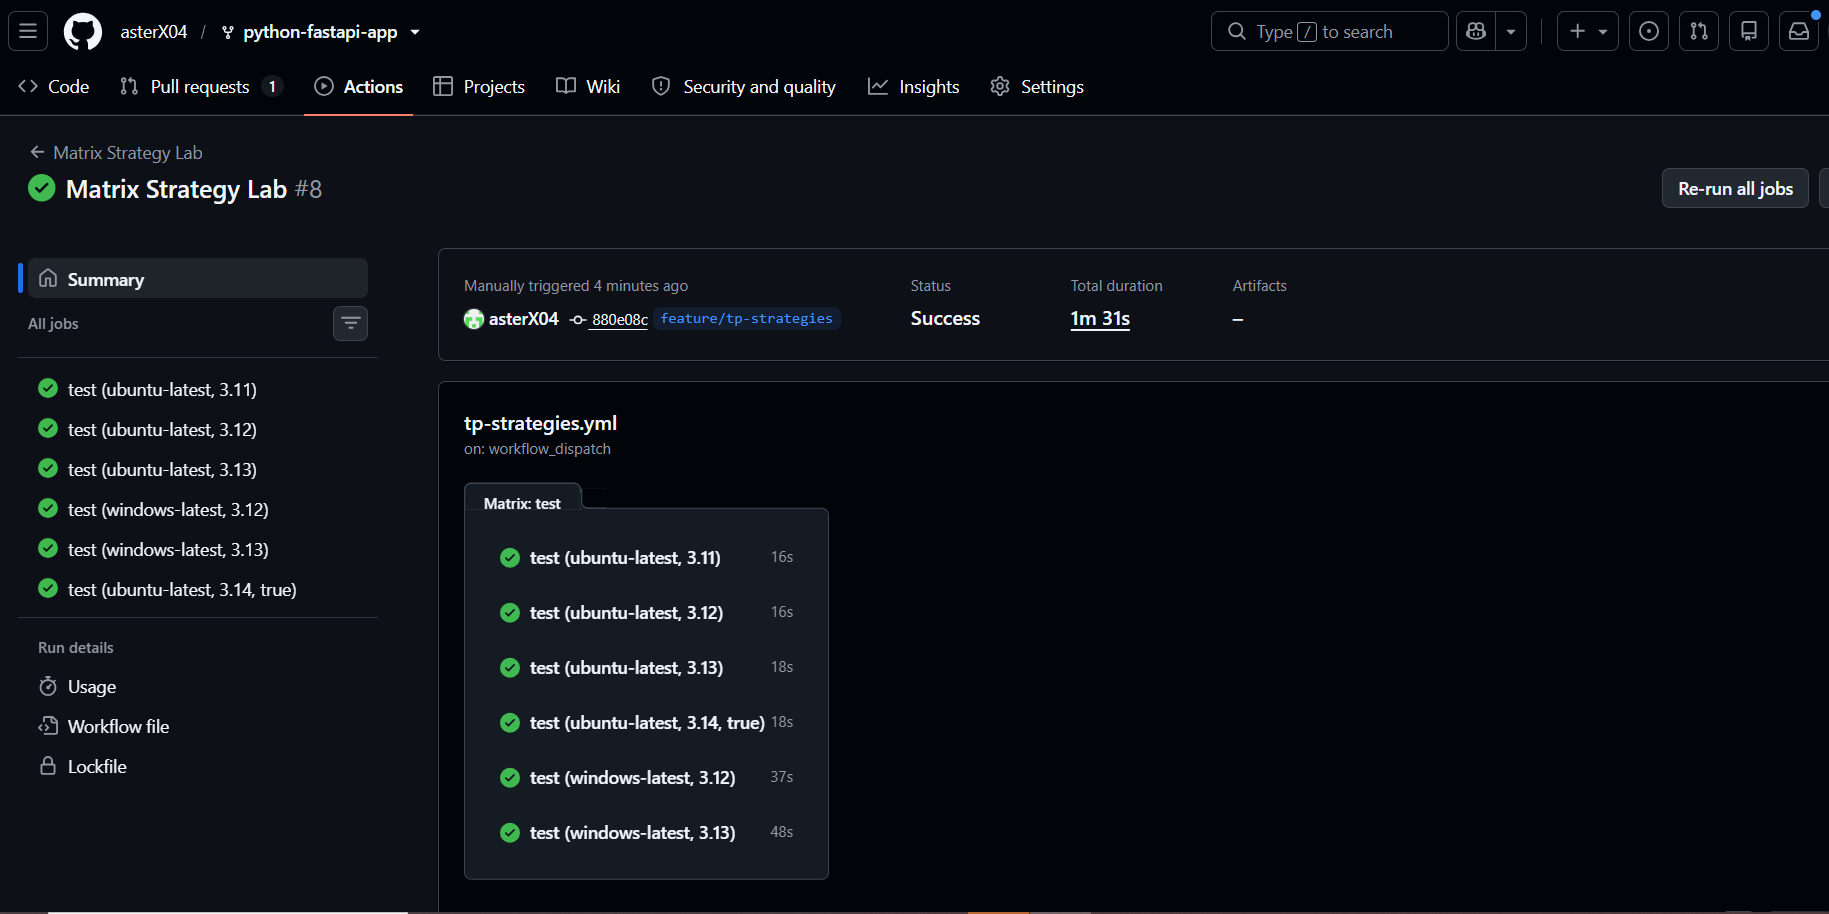 asterX04 / python-fastapi-app
Type / to search
Code
Pull requests 1
Actions
Projects
Wiki
Security and quality
Insights
Settings
Matrix Strategy Lab
Matrix Strategy Lab #8
Re-run all jobs
Summary
All jobs
test (ubuntu-latest, 3.11)
test (ubuntu-latest, 3.12)
test (ubuntu-latest, 3.13)
test (windows-latest, 3.12)
test (windows-latest, 3.13)
test (ubuntu-latest, 3.14, true)
Run details
Usage
Workflow file
Lockfile
Manually triggered 4 minutes ago
asterX04 880e08c feature/tp-strategies
Status
Success
Total duration
1m 31s
Artifacts
–
tp-strategies.yml
on: workflow_dispatch
Matrix: test
test (ubuntu-latest, 3.11) 16s
test (ubuntu-latest, 3.12) 16s
test (ubuntu-latest, 3.13) 18s
test (ubuntu-latest, 3.14, true) 18s
test (windows-latest, 3.12) 37s
test (windows-latest, 3.13) 48s